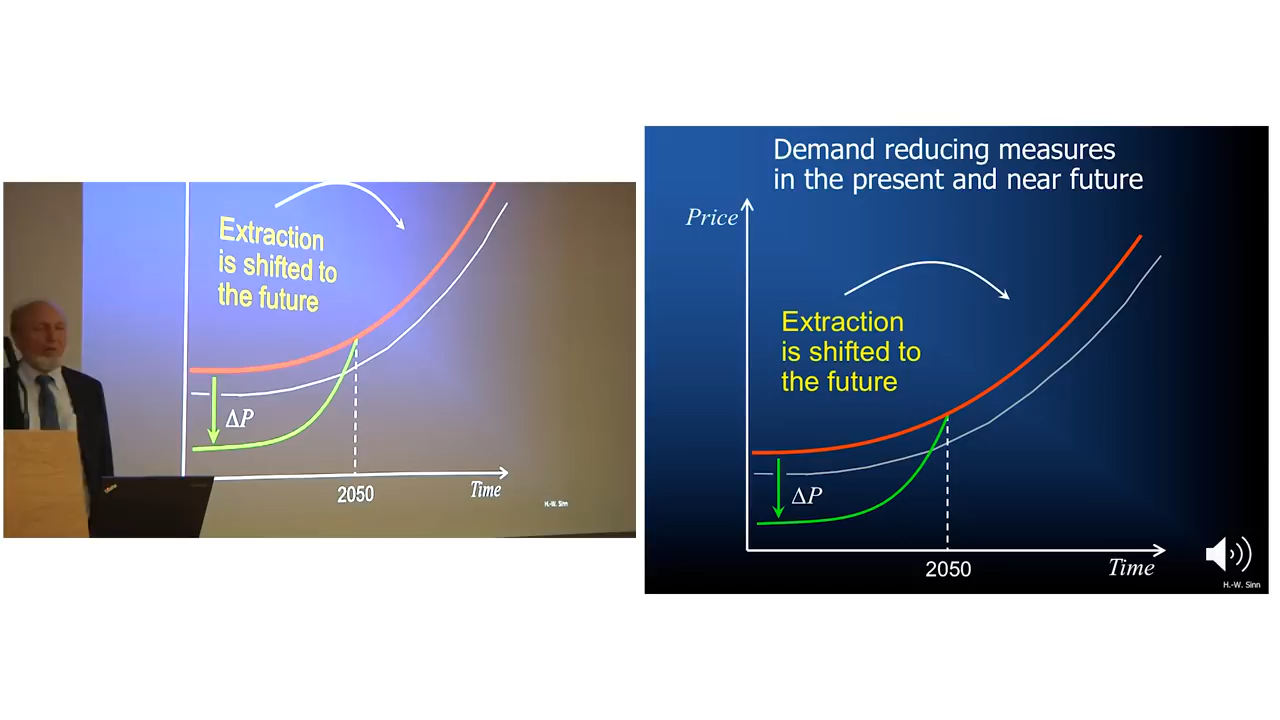 Extraction
is shifted to
the future
ΔP
2050
Time
H.-W. Sinn
Demand reducing measures
in the present and near future
Price
Extraction
is shifted to
the future
ΔP
2050
Time
H.-W. Sinn